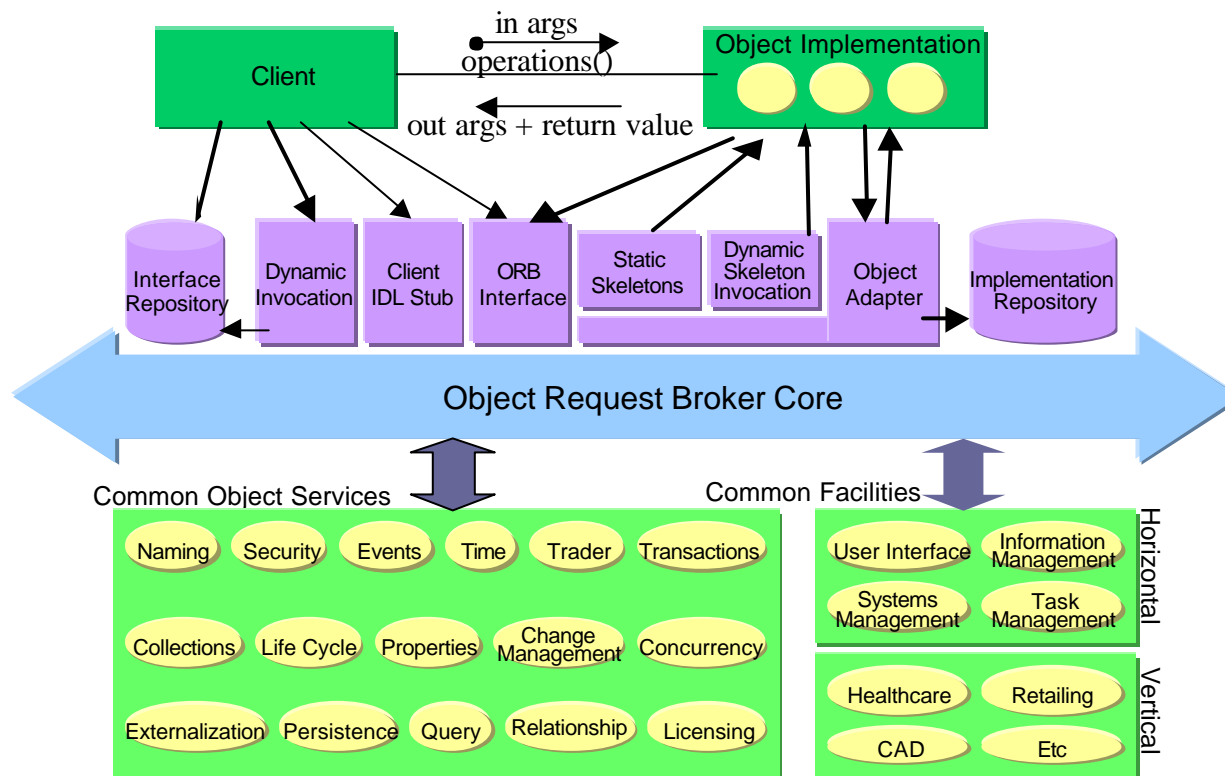 in args
Client
operations()
Object Implementation
out args + return value
Interface
Repository
Dynamic
Invocation
Client
IDL Stub
ORB
Interface
Static
Skeletons
Dynamic
Skeleton
Invocation
Object
Adapter
Implementation
Repository
Object Request Broker Core
Common Object Services
Naming
Security
Events
Time
Trader
Transactions
Collections
Life Cycle
Properties
Change
Management
Concurrency
Externalization
Persistence
Query
Relationship
Licensing
Common Facilities
User Interface
Information
Management
Systems
Management
Task
Management
Horizontal
Healthcare
Retailing
CAD
Etc
Vertical